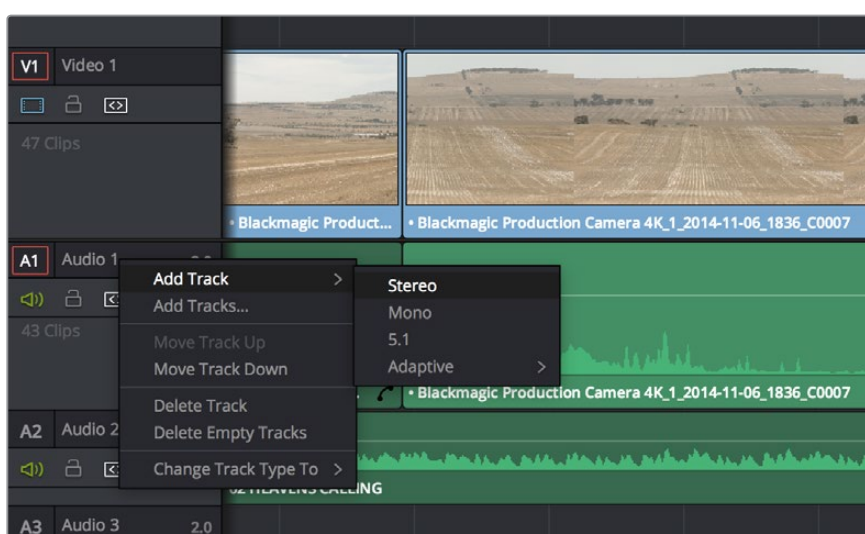 V1 Video 1
47 Clips
• Blackmagic Product...
• Blackmagic Production Camera 4K_1_2014-11-06_1836_C0007
A1 Audio 1
43 Clips
Add Track >
Add Tracks...
Move Track Up
Move Track Down
Delete Track
Delete Empty Tracks
Change Track Type To >
Stereo
Mono
5.1
Adaptive >
• Blackmagic Production Camera 4K_1_2014-11-06_1836_C0007
A2 Audio 2
HEAVENS CALLING
A3 Audio 3 2.0